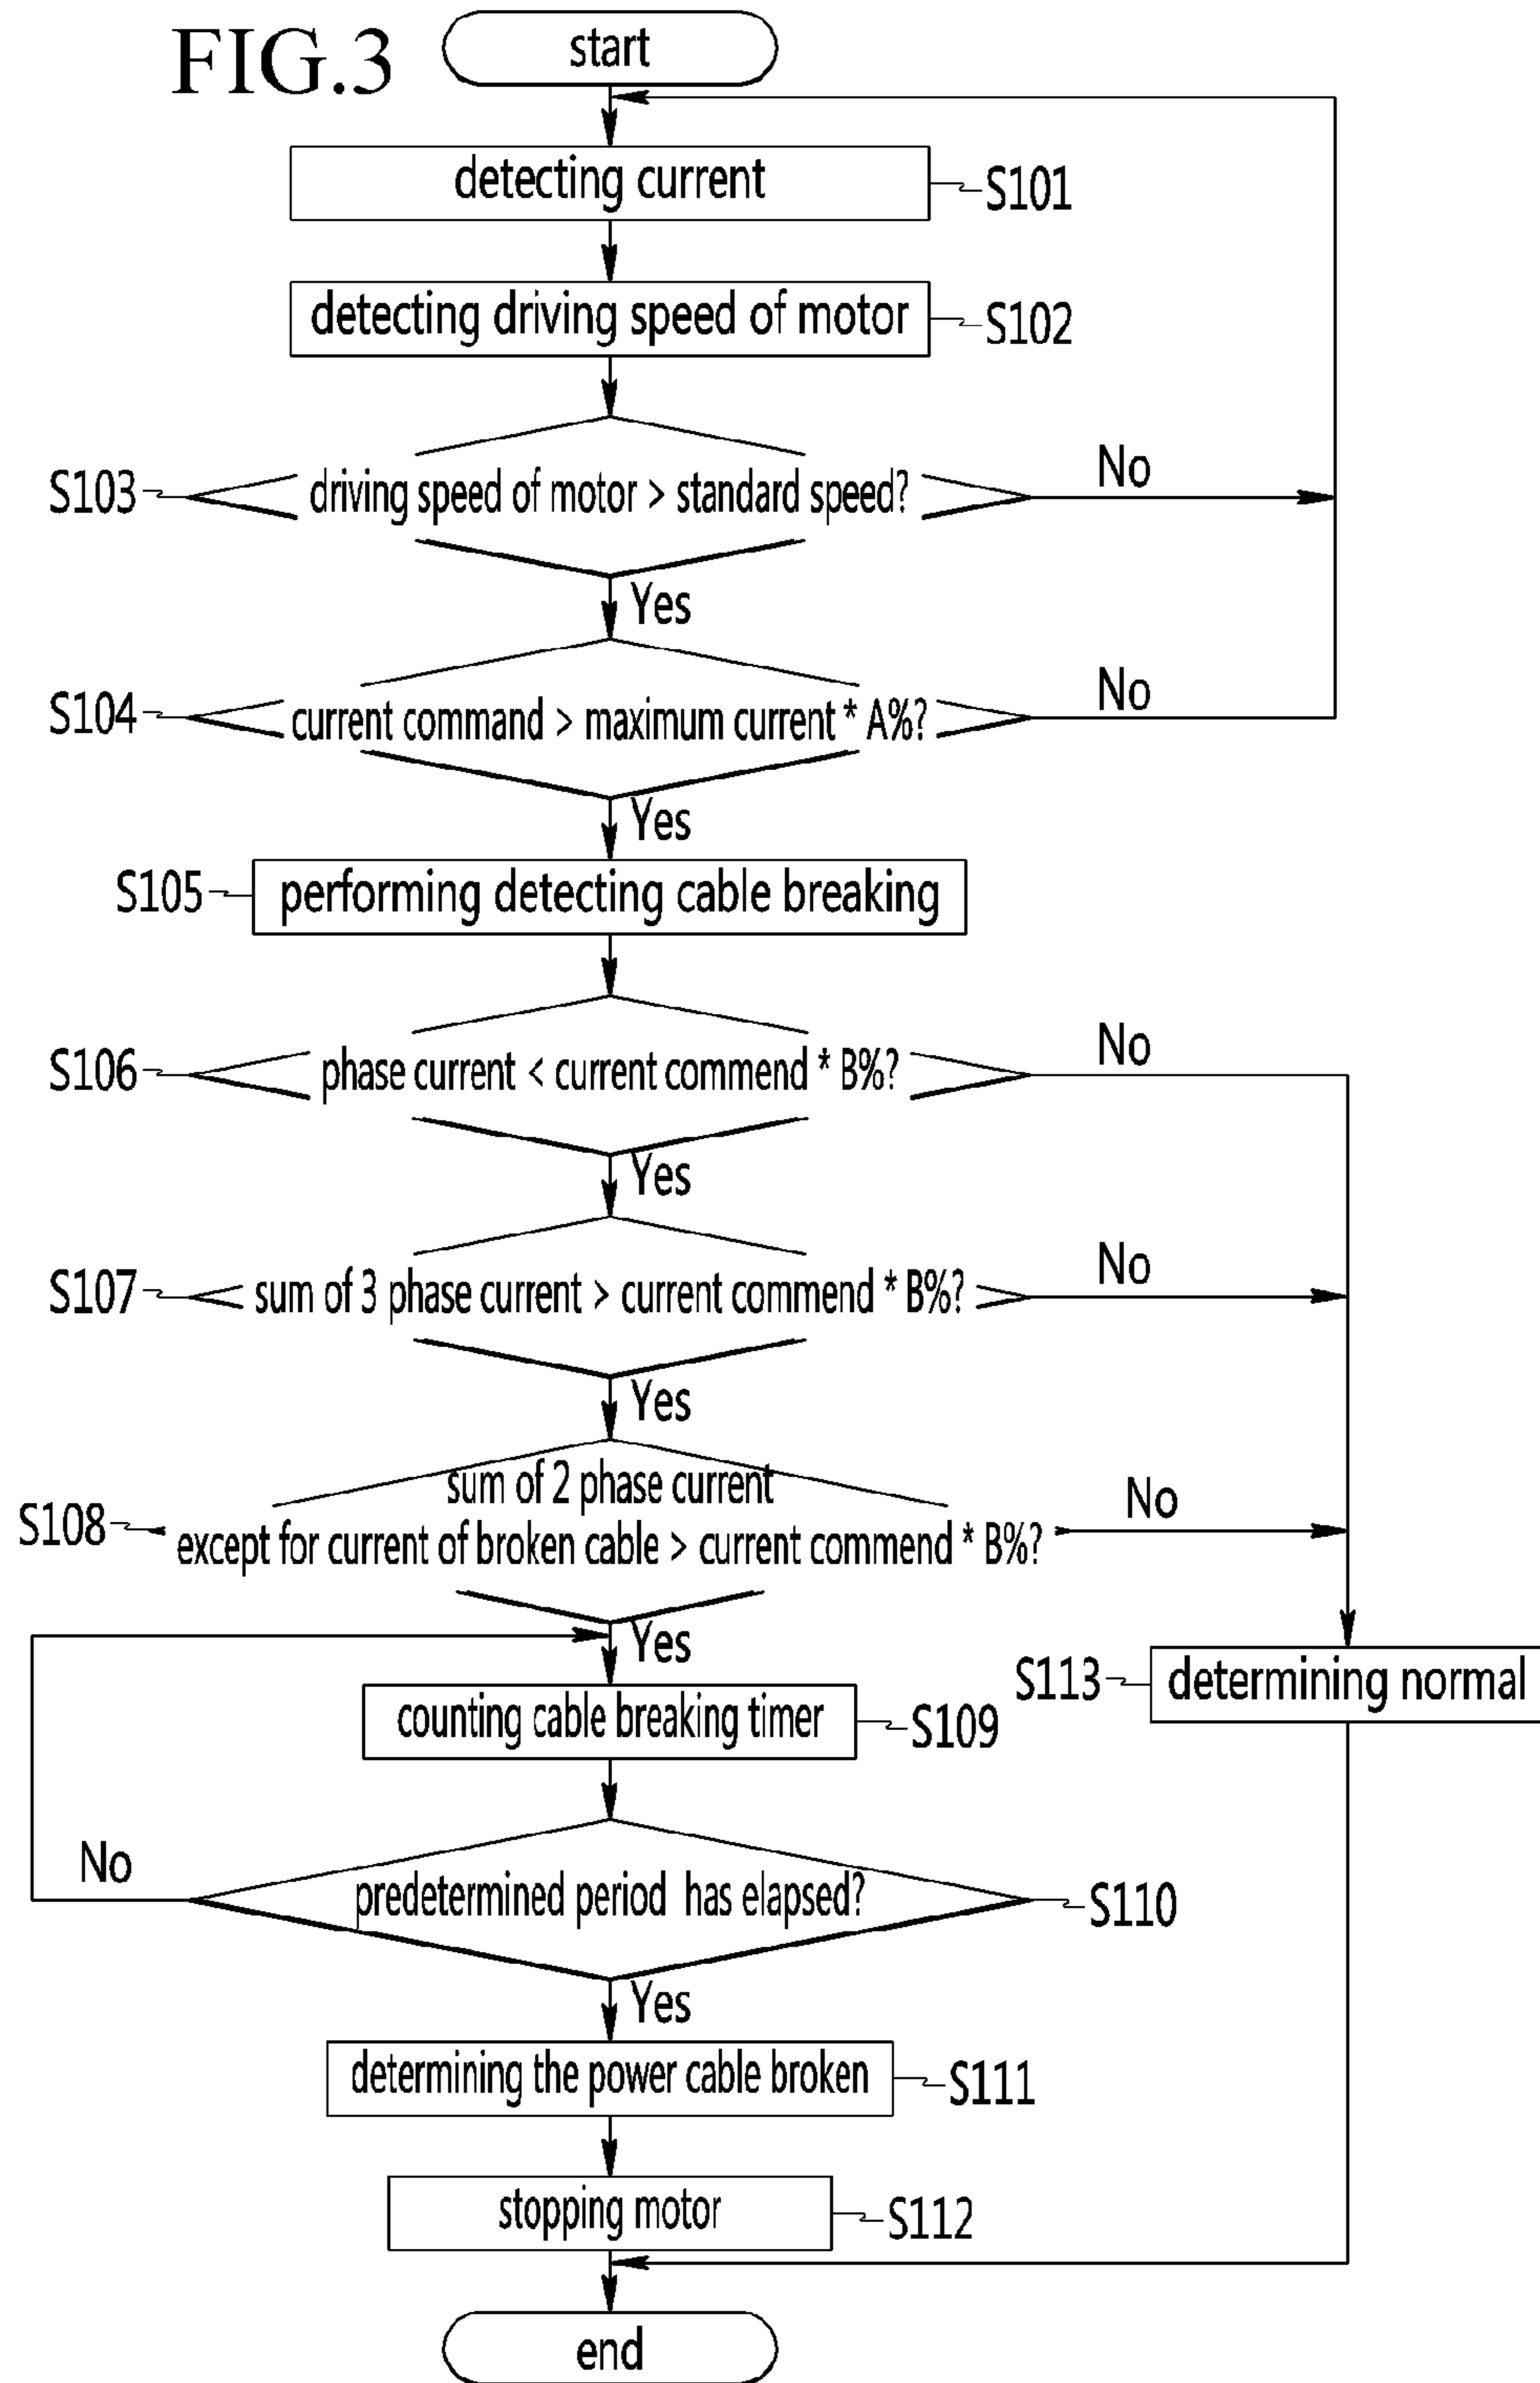 FIG.3
start
detecting current
S101
detecting driving speed of motor
S102
S103
driving speed of motor > standard speed?
No
Yes
S104
current command > maximum current * A%?
No
Yes
S105
performing detecting cable breaking
S106
phase current < current commend * B%?
No
Yes
S107
sum of 3 phase current > current commend * B%?
No
Yes
S108
sum of 2 phase current
except for current of broken cable > current commend * B%?
No
Yes
S113
determining normal
counting cable breaking timer
S109
No
predetermined period has elapsed?
S110
Yes
determining the power cable broken
S111
stopping motor
S112
end